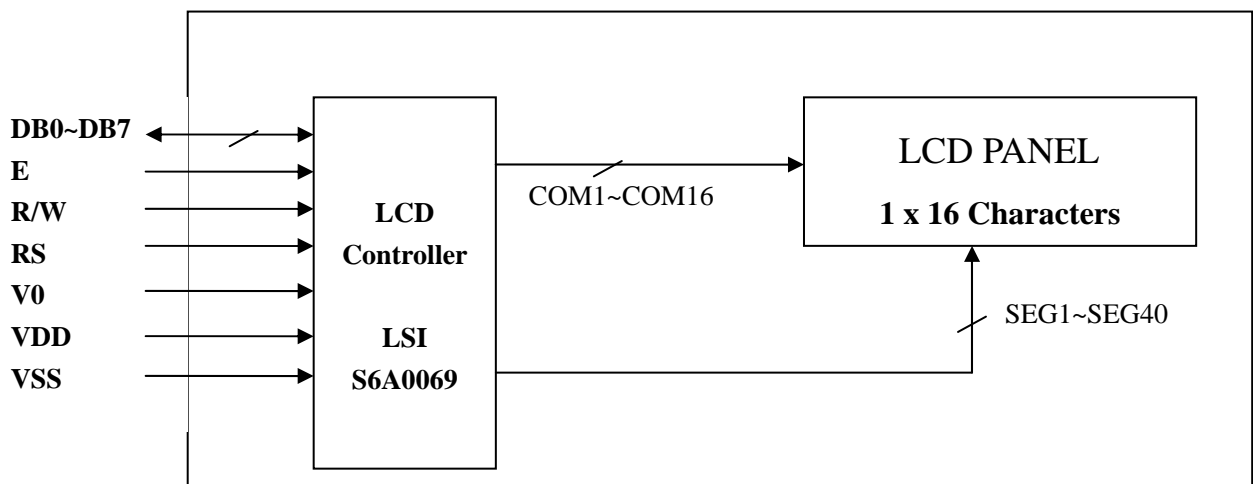 DB0~DB7
E
R/W
RS
V0
VDD
VSS
LCD
Controller
LSI
S6A0069
COM1~COM16
LCD PANEL
1 x 16 Characters
SEG1~SEG40